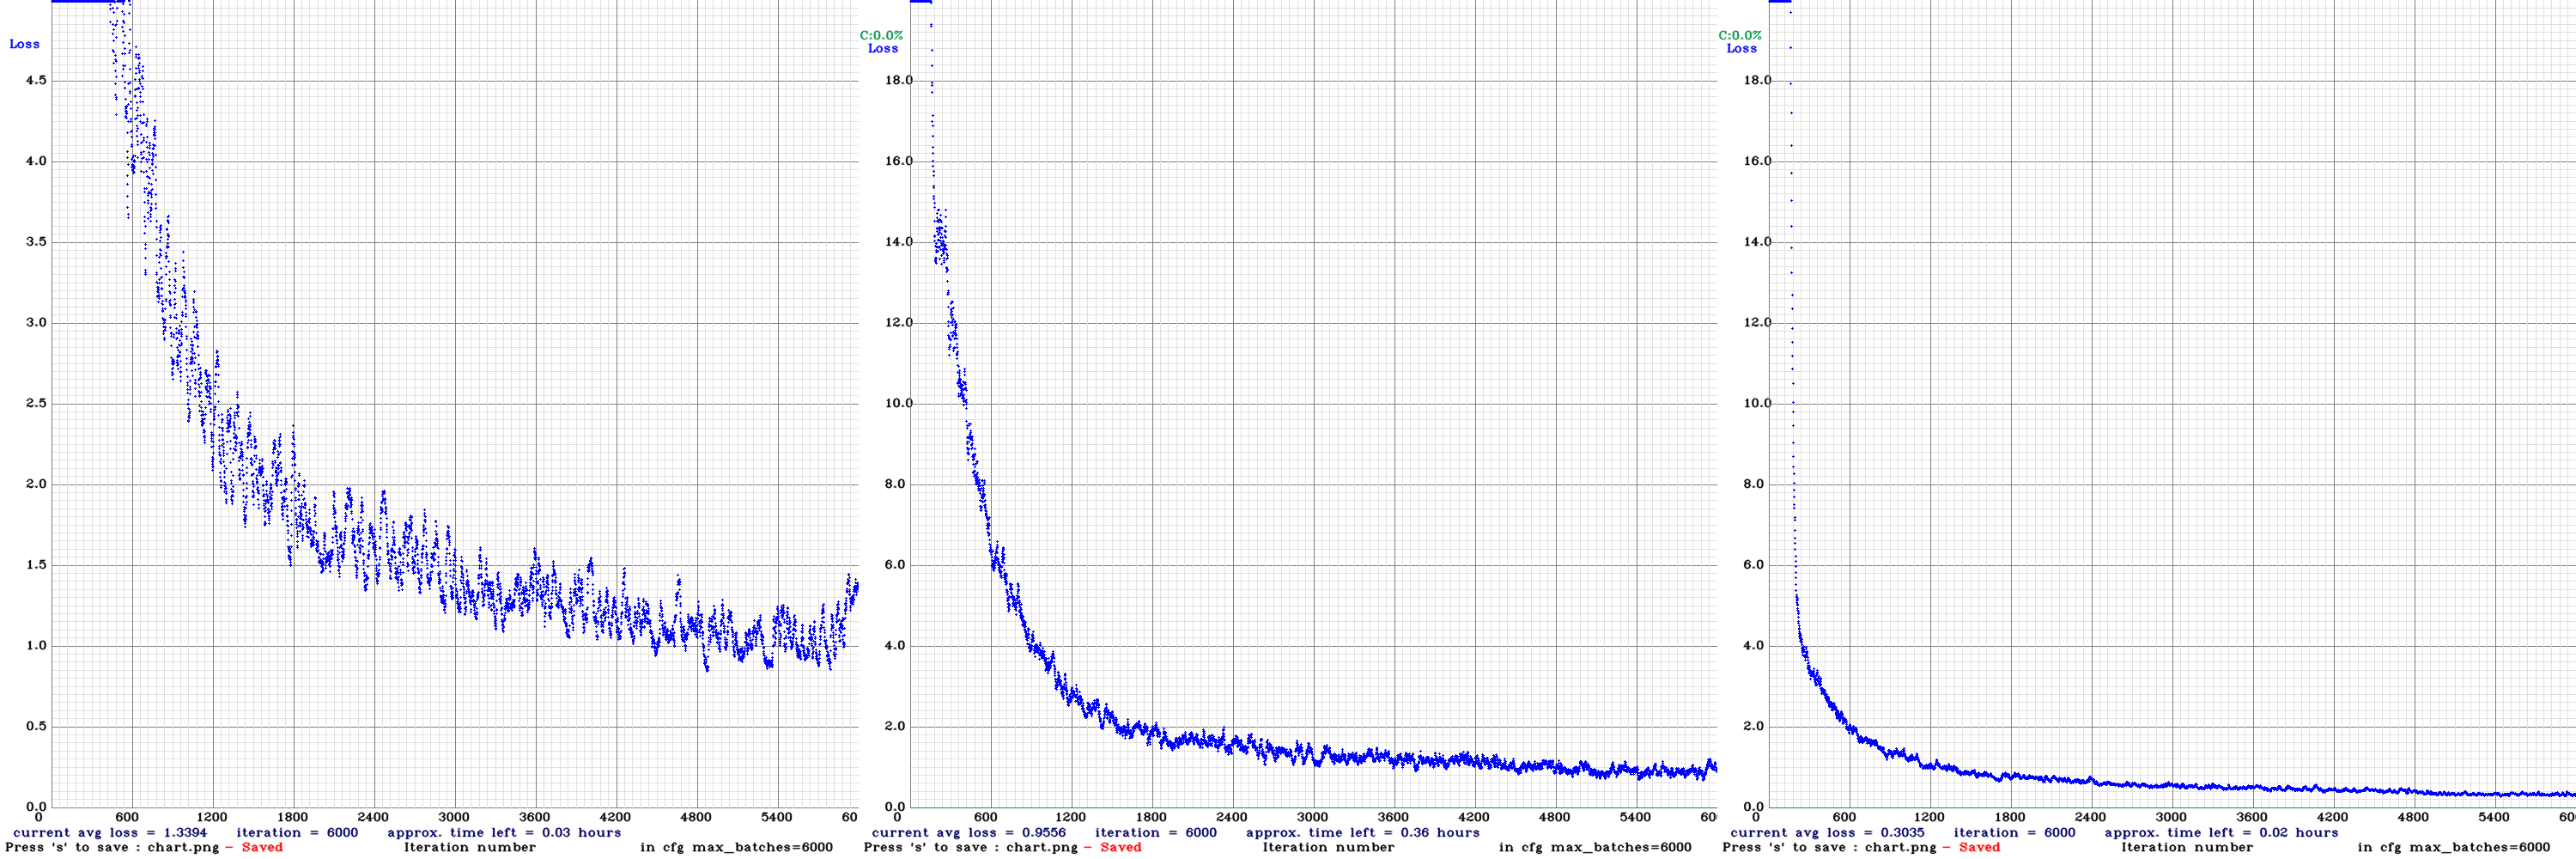 Loss
4.5
4.0
3.5
3.0
2.5
2.0
1.5
1.0
0.5
0.0
0 600 1200 1800 2400 3000 3600 4200 4800 5400 60
current avg loss = 1.3394 iteration = 6000 approx. time left = 0.03 hours
Press 's' to save : chart.png - Saved Iteration number in cfg max_batches=6000
C:0.0%
Loss
18.0
16.0
14.0
12.0
10.0
8.0
6.0
4.0
2.0
0.0
0 600 1200 1800 2400 3000 3600 4200 4800 5400 600
current avg loss = 0.9556 iteration = 6000 approx. time left = 0.36 hours
Press 's' to save : chart.png - Saved Iteration number in cfg max_batches=6000
C:0.0%
Loss
18.0
16.0
14.0
12.0
10.0
8.0
6.0
4.0
2.0
0.0
0 600 1200 1800 2400 3000 3600 4200 4800 5400 600
current avg loss = 0.3035 iteration = 6000 approx. time left = 0.02 hours
Press 's' to save : chart.png - Saved Iteration number in cfg max_batches=6000